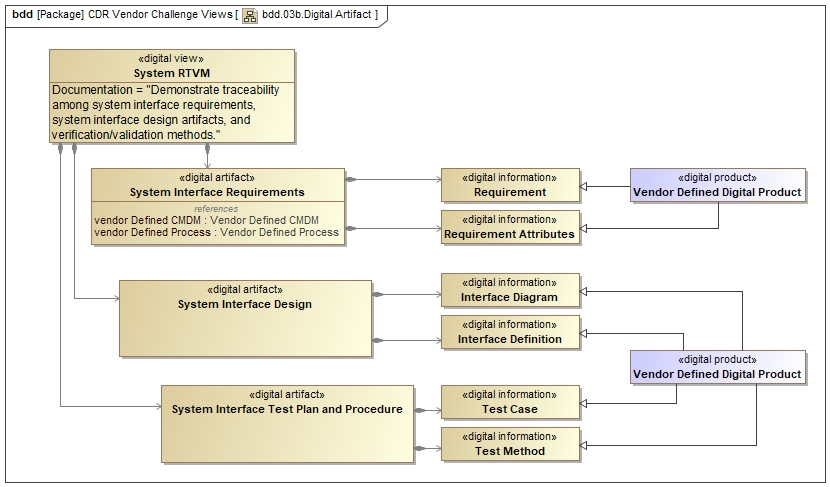 bdd [Package] CDR Vendor Challenge Views [ bdd.03b.Digital Artifact ]
«digital view»
System RTVM
Documentation = "Demonstrate traceability
among system interface requirements,
system interface design artifacts, and
verification/validation methods."
«digital artifact»
System Interface Requirements
references
vendor Defined CMDM : Vendor Defined CMDM
vendor Defined Process : Vendor Defined Process
«digital information»
Requirement
«digital product»
Vendor Defined Digital Product
«digital information»
Requirement Attributes
«digital artifact»
System Interface Design
«digital information»
Interface Diagram
«digital information»
Interface Definition
«digital product»
Vendor Defined Digital Product
«digital artifact»
System Interface Test Plan and Procedure
«digital information»
Test Case
«digital information»
Test Method